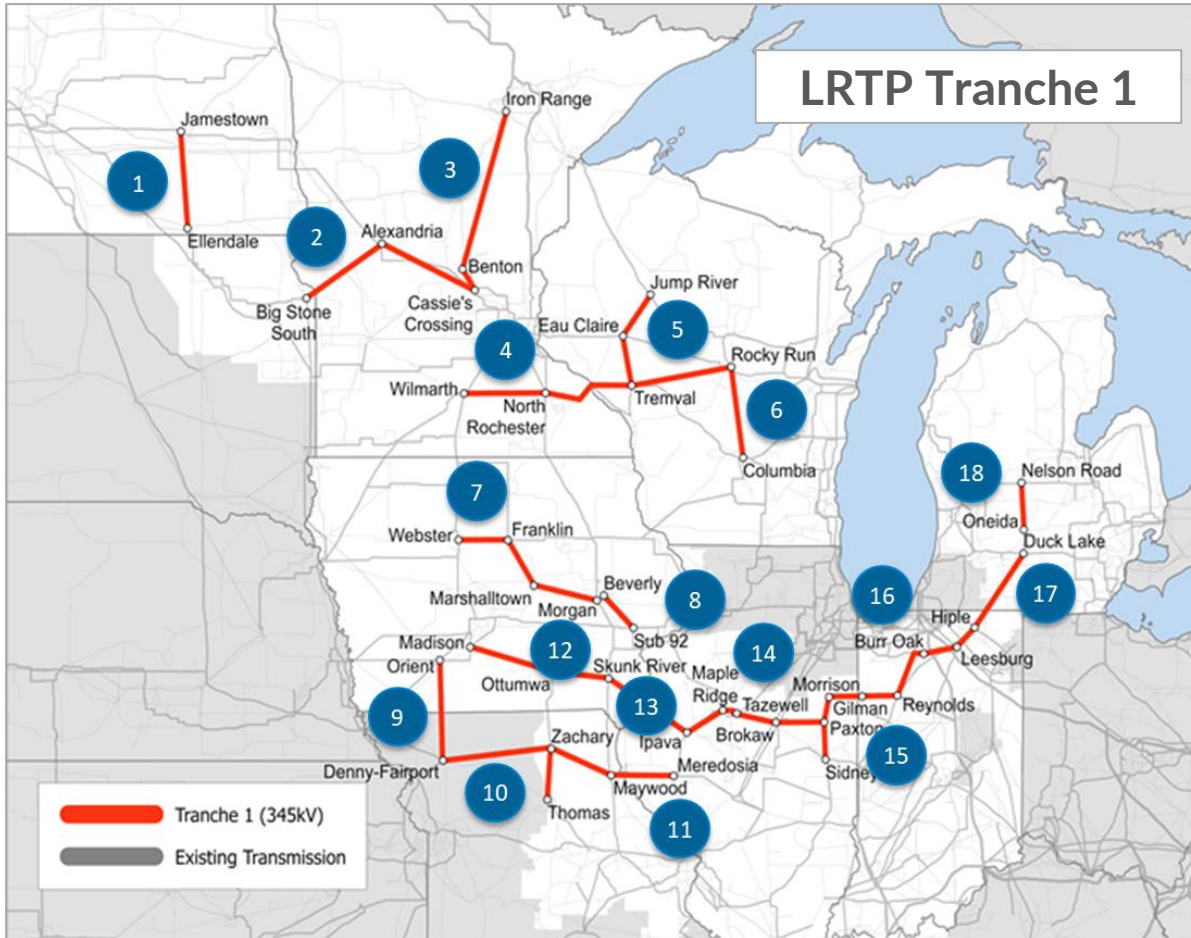 LRTP Tranche 1
Iron Range
Jamestown
3
1
2
Alexandria
Ellendale
Benton
Jump River
Big Stone
South
Cassie's
Crossing
Eau Claire
5
4
Rocky Run
Wilmarth
North
Rochester
Tremval
6
Columbia
18
Nelson Road
7
Oneida
Webster
Franklin
Duck Lake
Beverly
Marshalltown
Morgan
8
16
17
Hiple
Sub 92
Madison
Burr Oak
12
14
Leesburg
Orient
Skunk River
Maple
Ridge
Ottumwa
Morrison
Reynolds
13
Tazewell
Gilman
9
Ipava
Brokaw
Paxton
Zachary
15
Denny-Fairport
Meredosia
Sidney
10
Maywood
Thomas
11
Tranche 1 (345kV)
Existing Transmission